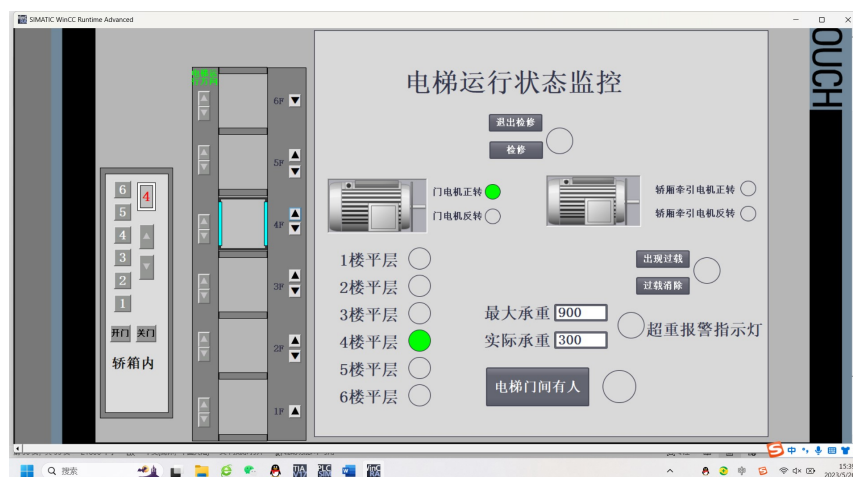 SIMATIC WinCC Runtime Advanced
OUCH
电梯运行状态监控
退出检修
检修
门电机正转
门电机反转
轿厢牵引电机正转
轿厢牵引电机反转
1楼平层
2楼平层
3楼平层
4楼平层
5楼平层
6楼平层
出现过载
过载消除
最大承重 900
实际承重 300
超重报警指示灯
电梯门间有人
6F
5F
4F
3F
2F
1F
6
4
5
4
3
2
1
开门 关门
轿箱内
搜索
中
15:39